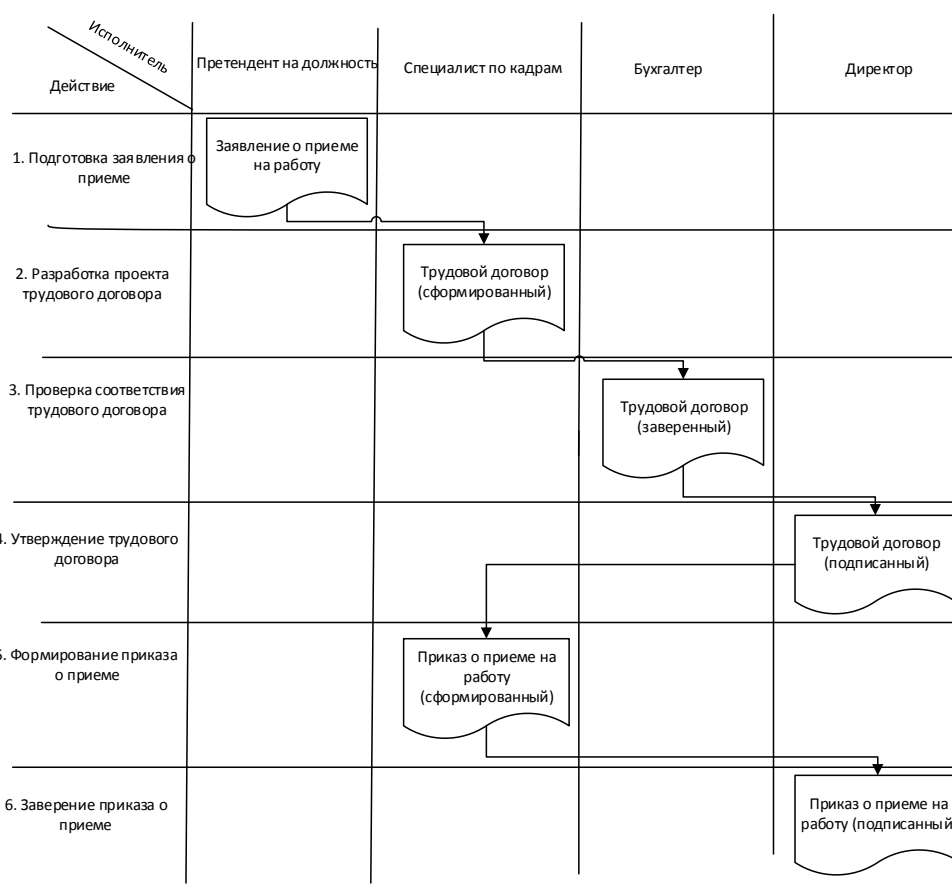 Исполнитель
Действие
Претендент на должность
Специалист по кадрам
Бухгалтер
Директор
1. Подготовка заявления о
приеме
Заявление о приеме
на работу
2. Разработка проекта
трудового договора
Трудовой договор
(сформированный)
3. Проверка соответствия
трудового договора
Трудовой договор
(заверенный)
4. Утверждение трудового
договора
Трудовой договор
(подписанный)
5. Формирование приказа
о приеме
Приказ о приеме на
работу
(сформированный)
6. Заверение приказа о
приеме
Приказ о приеме на
работу (подписанный